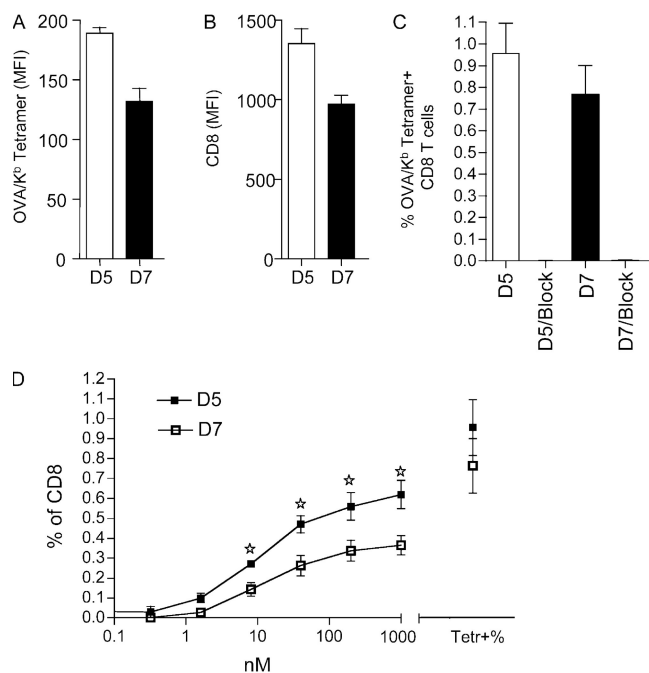 A
OVA/Kᵇ Tetramer (MFI)
200
150
100
50
0
D5
D7
B
CD8 (MFI)
1500
1000
500
0
D5
D7
C
% OVA/Kᵇ Tetramer+
CD8 T cells
1.1
1.0
0.9
0.8
0.7
0.6
0.5
0.4
0.3
0.2
0.1
0.0
D5
D5/Block
D7
D7/Block
D
% of CD8
1.2
1.1
1.0
0.9
0.8
0.7
0.6
0.5
0.4
0.3
0.2
0.1
0.0
D5
D7
0.1
1
10
100
1000
Tetr+%
nM